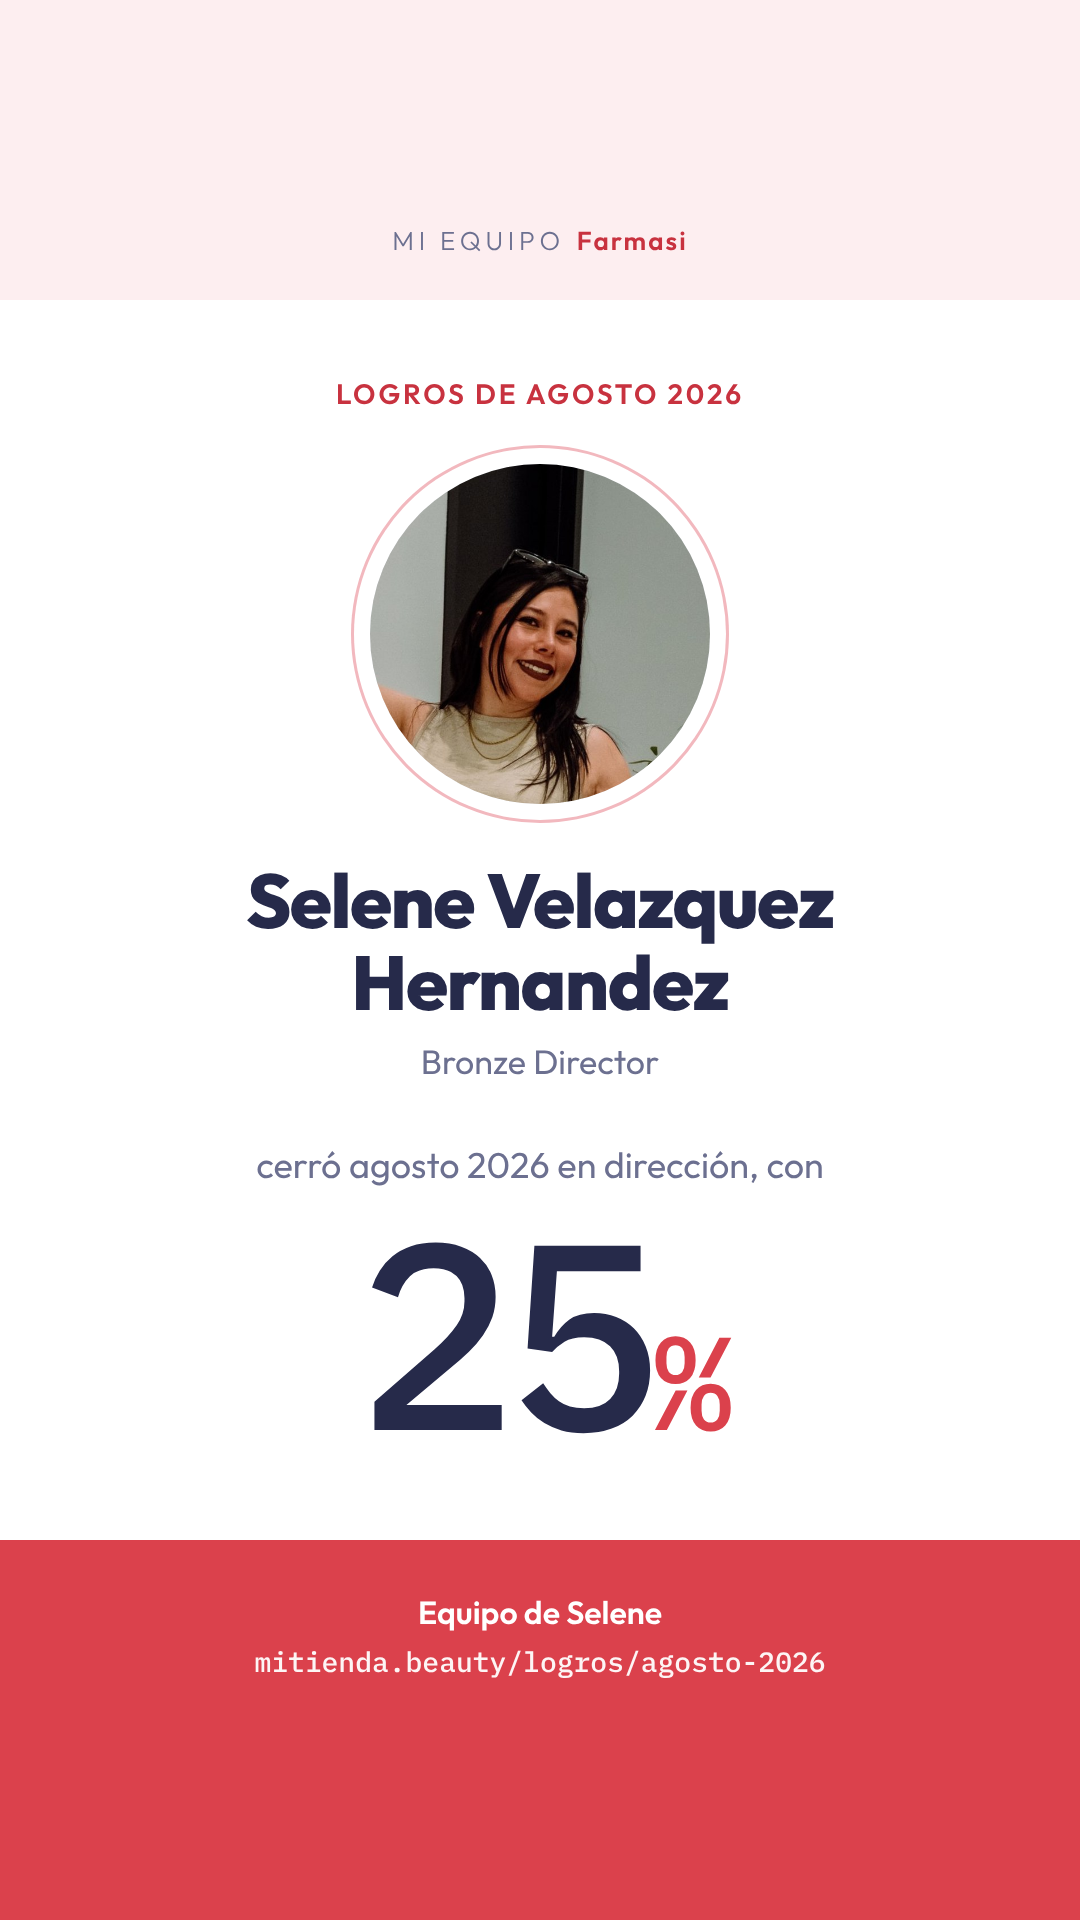 MI EQUIPO Farmasi
LOGROS DE AGOSTO 2026
Selene Velazquez
Hernandez
Bronze Director
cerró agosto 2026 en dirección, con
25%
Equipo de Selene
mitienda.beauty/logros/agosto-2026